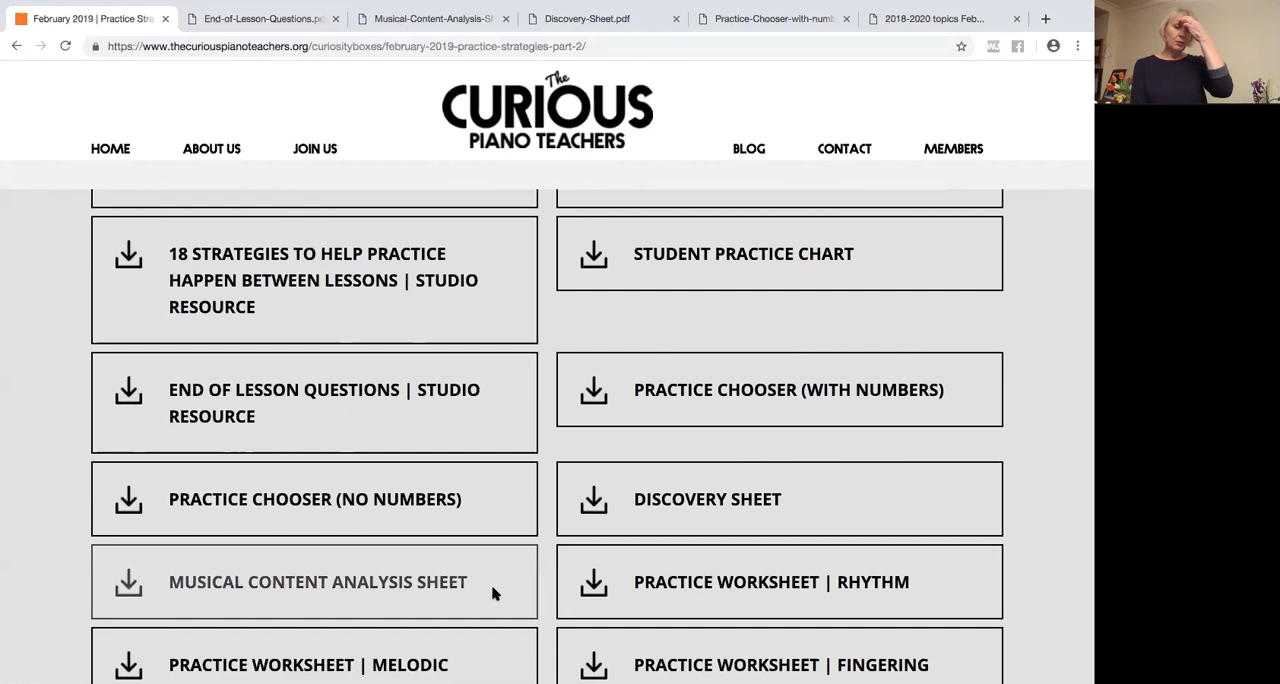 February 2019 | Practice Stra
End-of-Lesson-Questions.pd
Musical-Content-Analysis-Sh
Discovery-Sheet.pdf
Practice-Chooser-with-numb
2018-2020 topics Feb...
https://www.thecuriouspianoteachers.org/curiosityboxes/february-2019-practice-strategies-part-2/
The
CURIOUS
PIANO TEACHERS
HOME ABOUT US JOIN US BLOG CONTACT MEMBERS
18 STRATEGIES TO HELP PRACTICE
HAPPEN BETWEEN LESSONS | STUDIO
RESOURCE
STUDENT PRACTICE CHART
END OF LESSON QUESTIONS | STUDIO
RESOURCE
PRACTICE CHOOSER (WITH NUMBERS)
PRACTICE CHOOSER (NO NUMBERS)
DISCOVERY SHEET
MUSICAL CONTENT ANALYSIS SHEET
PRACTICE WORKSHEET | RHYTHM
PRACTICE WORKSHEET | MELODIC
PRACTICE WORKSHEET | FINGERING